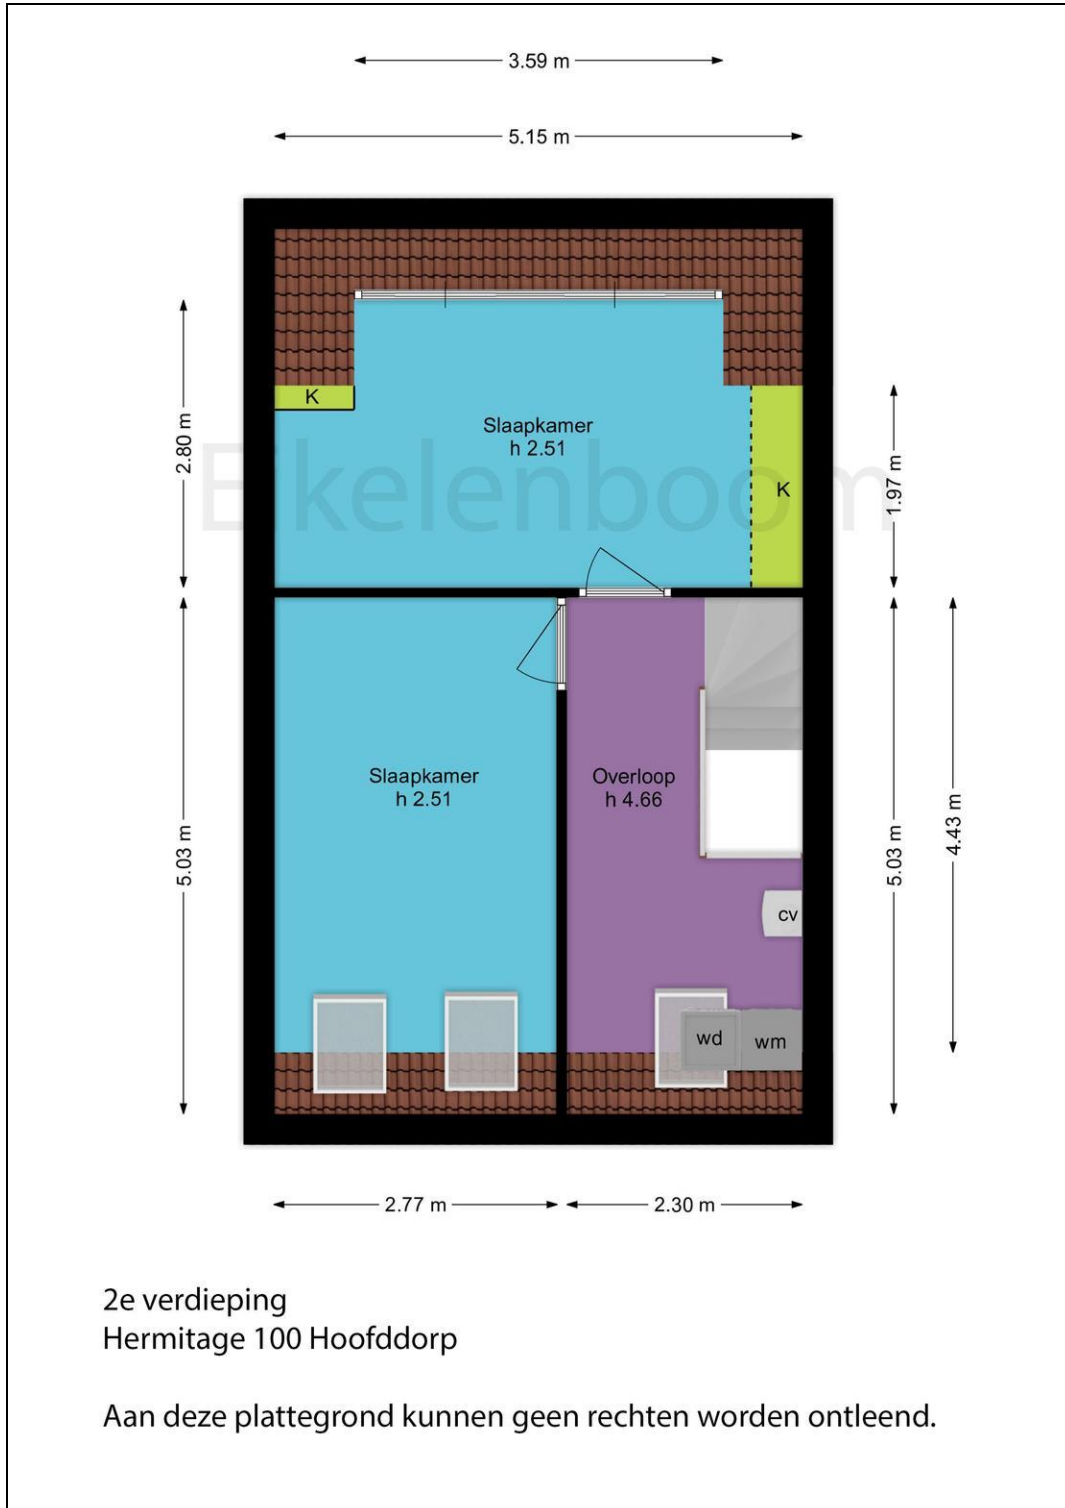 3.59 m
5.15 m
K
Slaapkamer
h 2.51
2.80 m
Eikelenboom
K
1.97 m
Slaapkamer
h 2.51
Overloop
h 4.66
5.03 m
5.03 m
4.43 m
cv
wd
wm
2.77 m
2.30 m
2e verdieping
Hermitage 100 Hoofddorp
Aan deze plattegrond kunnen geen rechten worden ontleend.